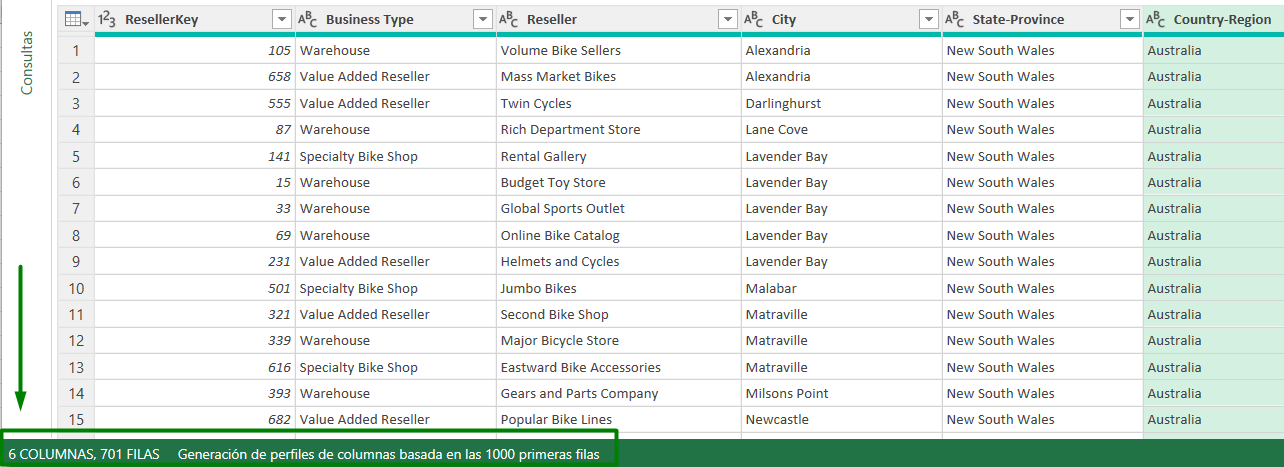 Consultas
1²3 ResellerKey ABC Business Type ABC Reseller ABC City ABC State-Province ABC Country-Region
1 105 Warehouse Volume Bike Sellers Alexandria New South Wales Australia
2 658 Value Added Reseller Mass Market Bikes Alexandria New South Wales Australia
3 555 Value Added Reseller Twin Cycles Darlinghurst New South Wales Australia
4 87 Warehouse Rich Department Store Lane Cove New South Wales Australia
5 141 Specialty Bike Shop Rental Gallery Lavender Bay New South Wales Australia
6 15 Warehouse Budget Toy Store Lavender Bay New South Wales Australia
7 33 Warehouse Global Sports Outlet Lavender Bay New South Wales Australia
8 69 Warehouse Online Bike Catalog Lavender Bay New South Wales Australia
9 231 Value Added Reseller Helmets and Cycles Lavender Bay New South Wales Australia
10 501 Specialty Bike Shop Jumbo Bikes Malabar New South Wales Australia
11 321 Value Added Reseller Second Bike Shop Matraville New South Wales Australia
12 339 Warehouse Major Bicycle Store Matraville New South Wales Australia
13 616 Specialty Bike Shop Eastward Bike Accessories Matraville New South Wales Australia
14 393 Warehouse Gears and Parts Company Milsons Point New South Wales Australia
15 682 Value Added Reseller Popular Bike Lines Newcastle New South Wales Australia
6 COLUMNAS, 701 FILAS Generación de perfiles de columnas basada en las 1000 primeras filas